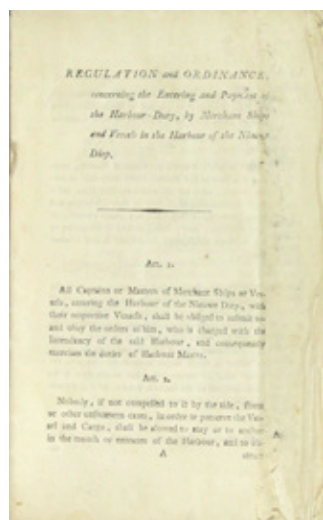 REGULATION and ORDINANCE,
concerning the Entering and Payment of
the Harbour-Duty, by Merchant Ships
and Vessels in the Harbour of the Nieuwe
Diep.
Art. 1.
All Captains or Masters of Merchant Ships or Ves-
sels, entering the Harbour of the Nieuwe Diep, with
their respective Vessels, shall be obliged to submit to
and obey the orders of him, who is charged with the
Intendancy of the said Harbour, and consequently
exercises the duties of Harbour Master.
Art. 2.
Nobody, if not compelled to it by the tide,
or other unforeseen cases, in order to preserve the Ves-
sel and Cargo, shall be allowed to stay or to anchor
in the mouth or entrance of the Harbour, and to ob-
A
struct
A